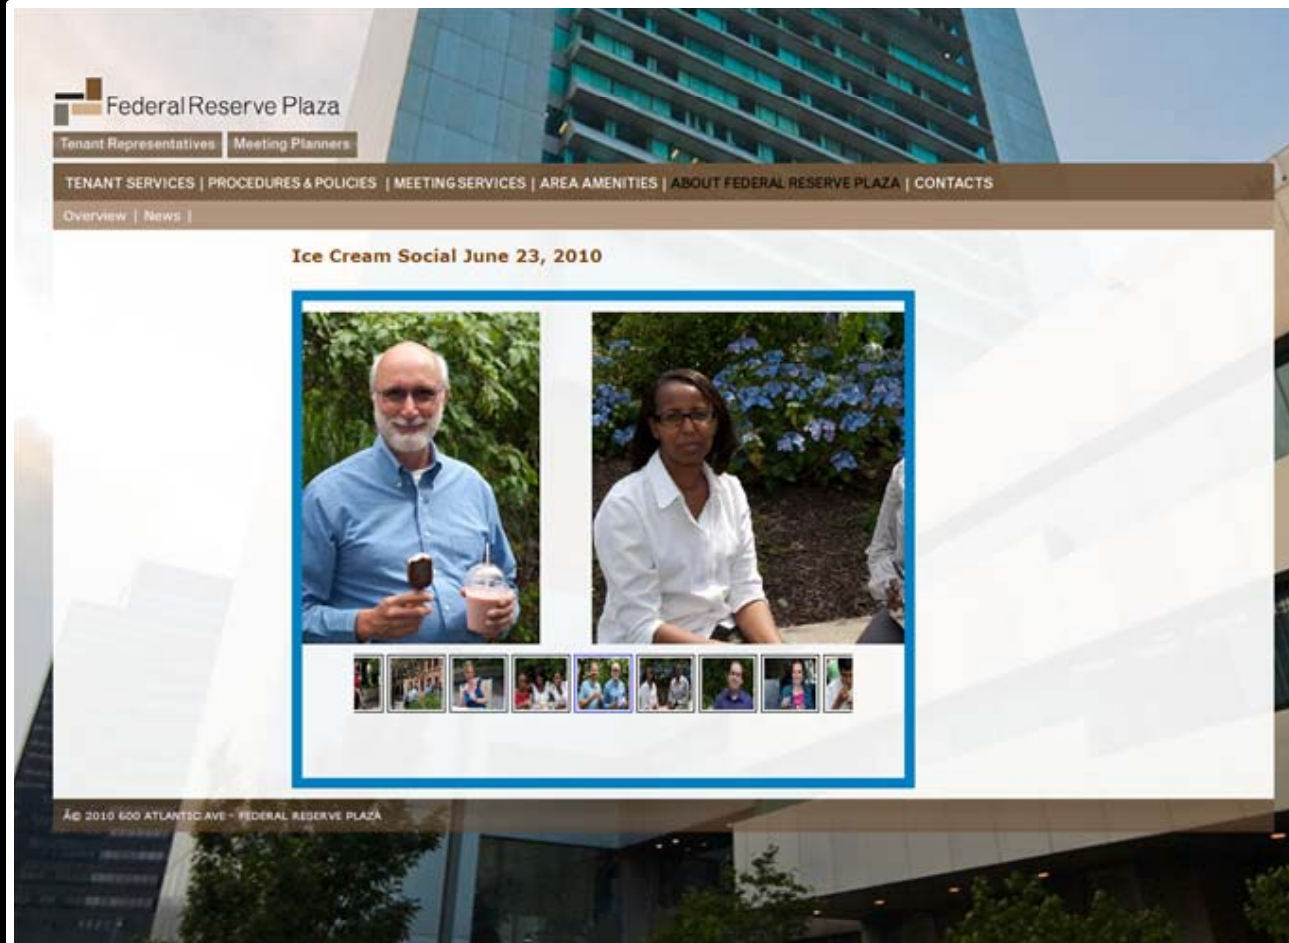 Federal Reserve Plaza
Tenant Representatives Meeting Planners
TENANT SERVICES | PROCEDURES & POLICIES | MEETING SERVICES | AREA AMENITIES | ABOUT FEDERAL RESERVE PLAZA | CONTACTS
Overview | News |
Ice Cream Social June 23, 2010
© 2010 600 ATLANTIC AVE - FEDERAL RESERVE PLAZA